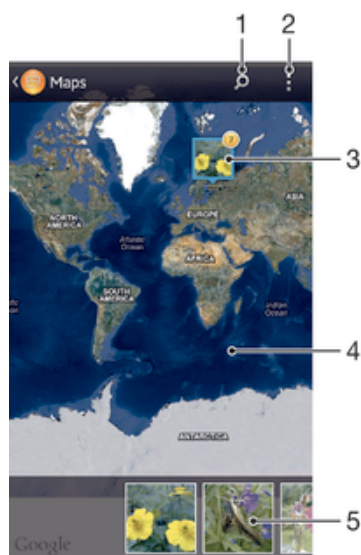 1 2
Maps
7
3
NORTH
AMERICA
EUROPE
ASIA
Atlantic
Ocean
AFRICA
SOUTH
AMERICA
Indian
Ocean
4
ANTARCTICA
5
Google